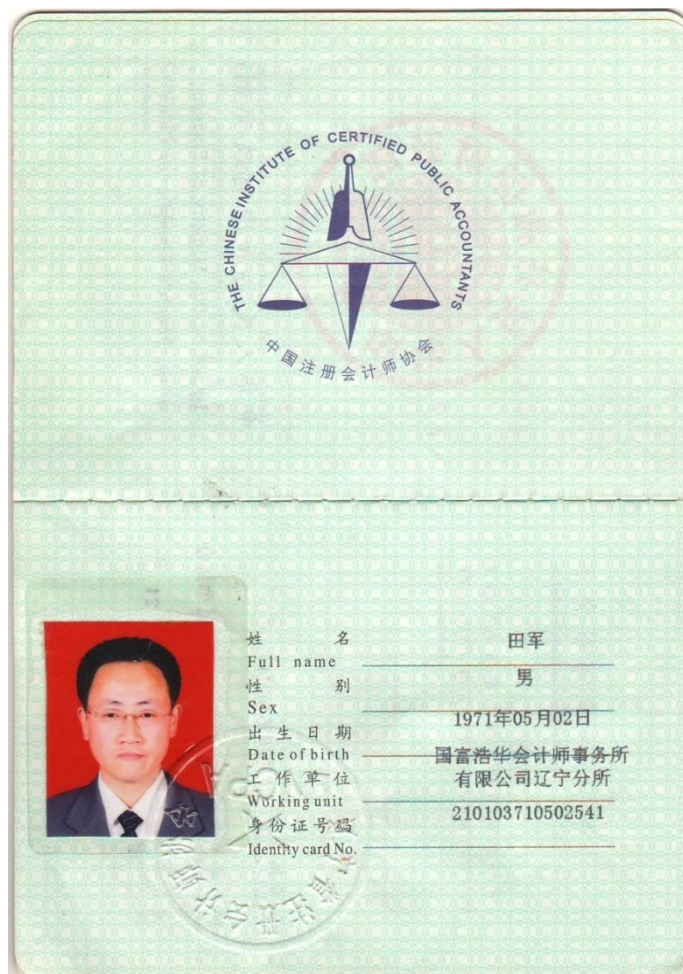 THE CHINESE INSTITUTE OF CERTIFIED PUBLIC ACCOUNTANTS
中国注册会计师协会
姓 名 田军
Full name
性 别 男
Sex
出生日期 1971年05月02日
Date of birth
工作单位 国富浩华会计师事务所
Working unit 有限公司辽宁分所
身份证号码 210103710502541
Identity card No.